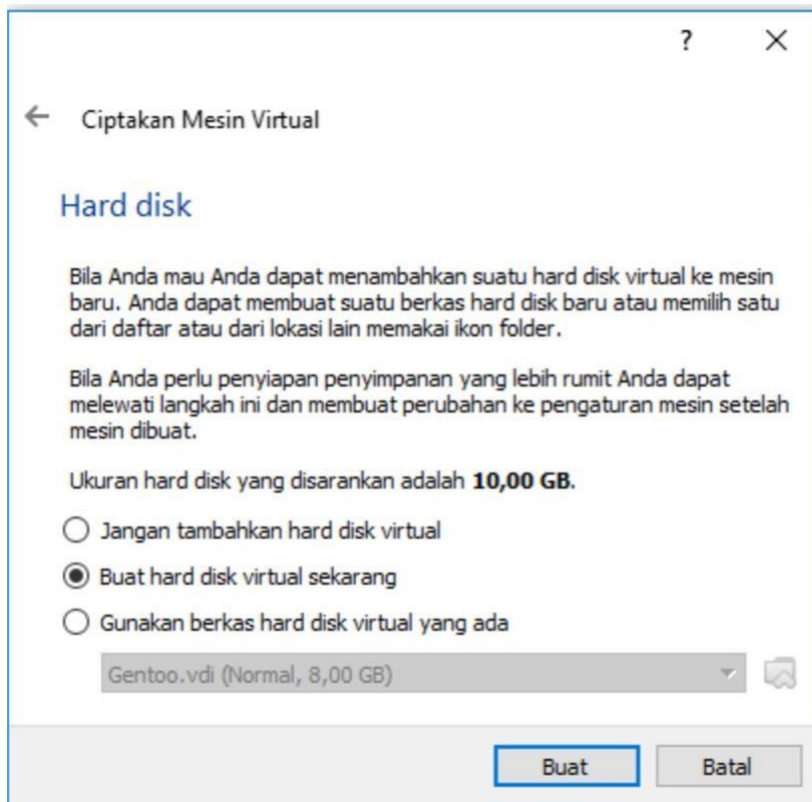 ?
Ciptakan Mesin Virtual
Hard disk
Bila Anda mau Anda dapat menambahkan suatu hard disk virtual ke mesin
baru. Anda dapat membuat suatu berkas hard disk baru atau memilih satu
dari daftar atau dari lokasi lain memakai ikon folder.
Bila Anda perlu penyiapan penyimpanan yang lebih rumit Anda dapat
melewati langkah ini dan membuat perubahan ke pengaturan mesin setelah
mesin dibuat.
Ukuran hard disk yang disarankan adalah 10,00 GB.
Jangan tambahkan hard disk virtual
Buat hard disk virtual sekarang
Gunakan berkas hard disk virtual yang ada
Gentoo.vdi (Normal, 8,00 GB)
Buat Batal